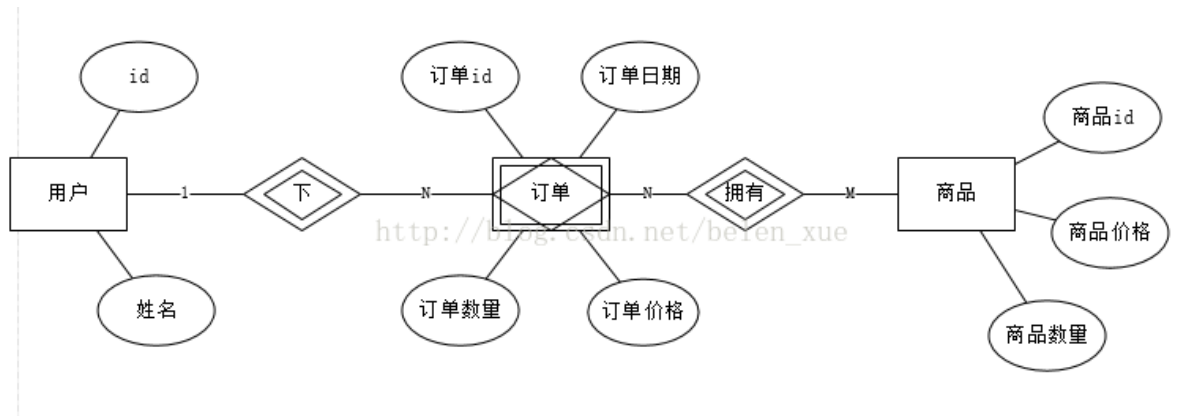 id
订单id
订单日期
商品id
用户
1
下
N
订单
N
拥有
M
商品
http://blog.csdn.net/belen_xue
商品价格
姓名
订单数量
订单价格
商品数量